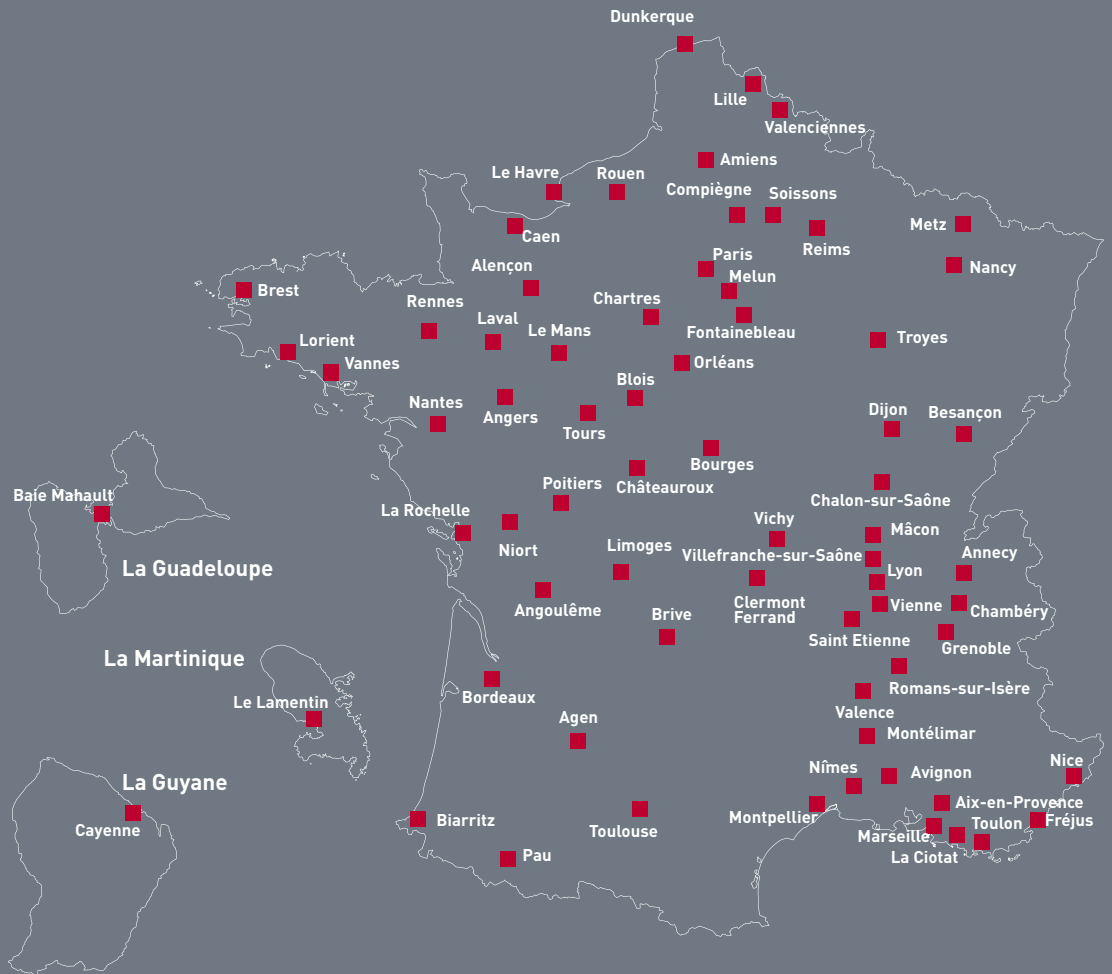 Dunkerque
Lille
Valenciennes
Amiens
Le Havre
Rouen
Compiègne
Soissons
Caen
Reims
Metz
Paris
Nancy
Alençon
Melun
Brest
Rennes
Chartres
Laval
Le Mans
Fontainebleau
Troyes
Lorient
Vannes
Orléans
Blois
Nantes
Angers
Tours
Dijon
Besançon
Bourges
Châteauroux
Poitiers
Chalon-sur-Saône
Baie Mahault
La Rochelle
Niort
Vichy
Mâcon
Limoges
Villefranche-sur-Saône
Annecy
La Guadeloupe
Lyon
Angoulême
Clermont
Ferrand
Vienne
Chambéry
Brive
Saint Etienne
Grenoble
La Martinique
Romans-sur-Isère
Le Lamentin
Bordeaux
Valence
Agen
Montélimar
Nice
La Guyane
Nîmes
Avignon
Aix-en-Provence
Cayenne
Biarritz
Toulouse
Montpellier
Toulon
Fréjus
Marseille
Pau
La Ciotat